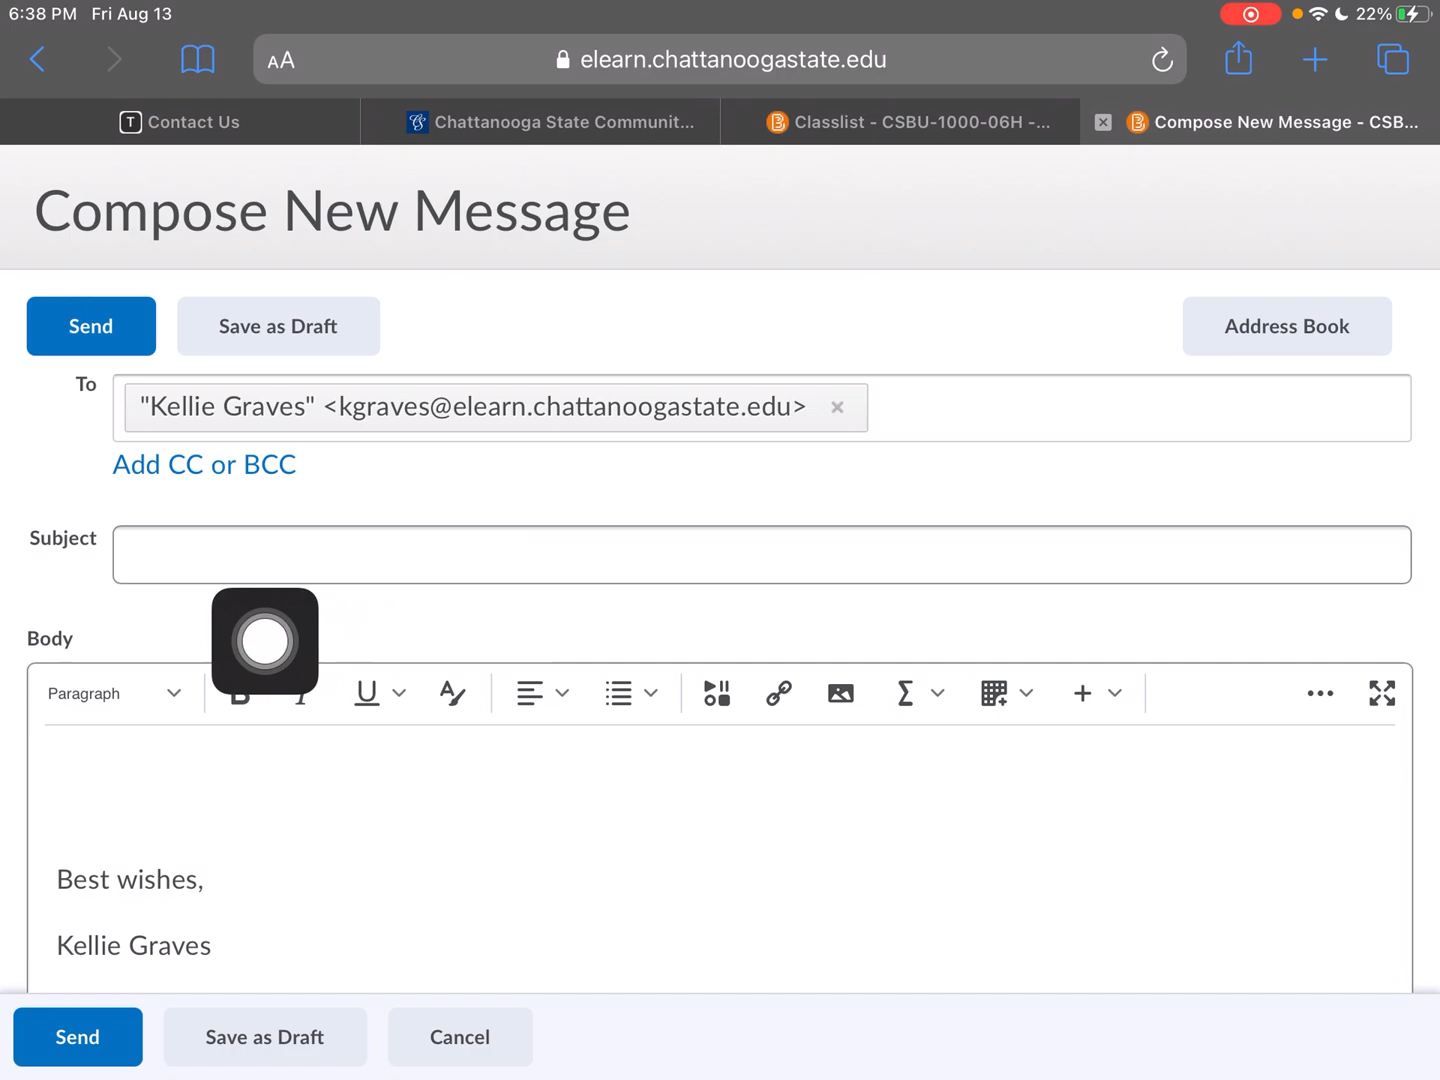 6:38 PM Fri Aug 13
22%
AA elearn.chattanoogastate.edu
Contact Us
Chattanooga State Communit...
Classlist - CSBU-1000-06H -...
Compose New Message - CSB...
Compose New Message
Send
Save as Draft
Address Book
To "Kellie Graves" <kgraves@elearn.chattanoogastate.edu>
Add CC or BCC
Subject
Body
Paragraph B I U
Best wishes,
Kellie Graves
Send
Save as Draft
Cancel